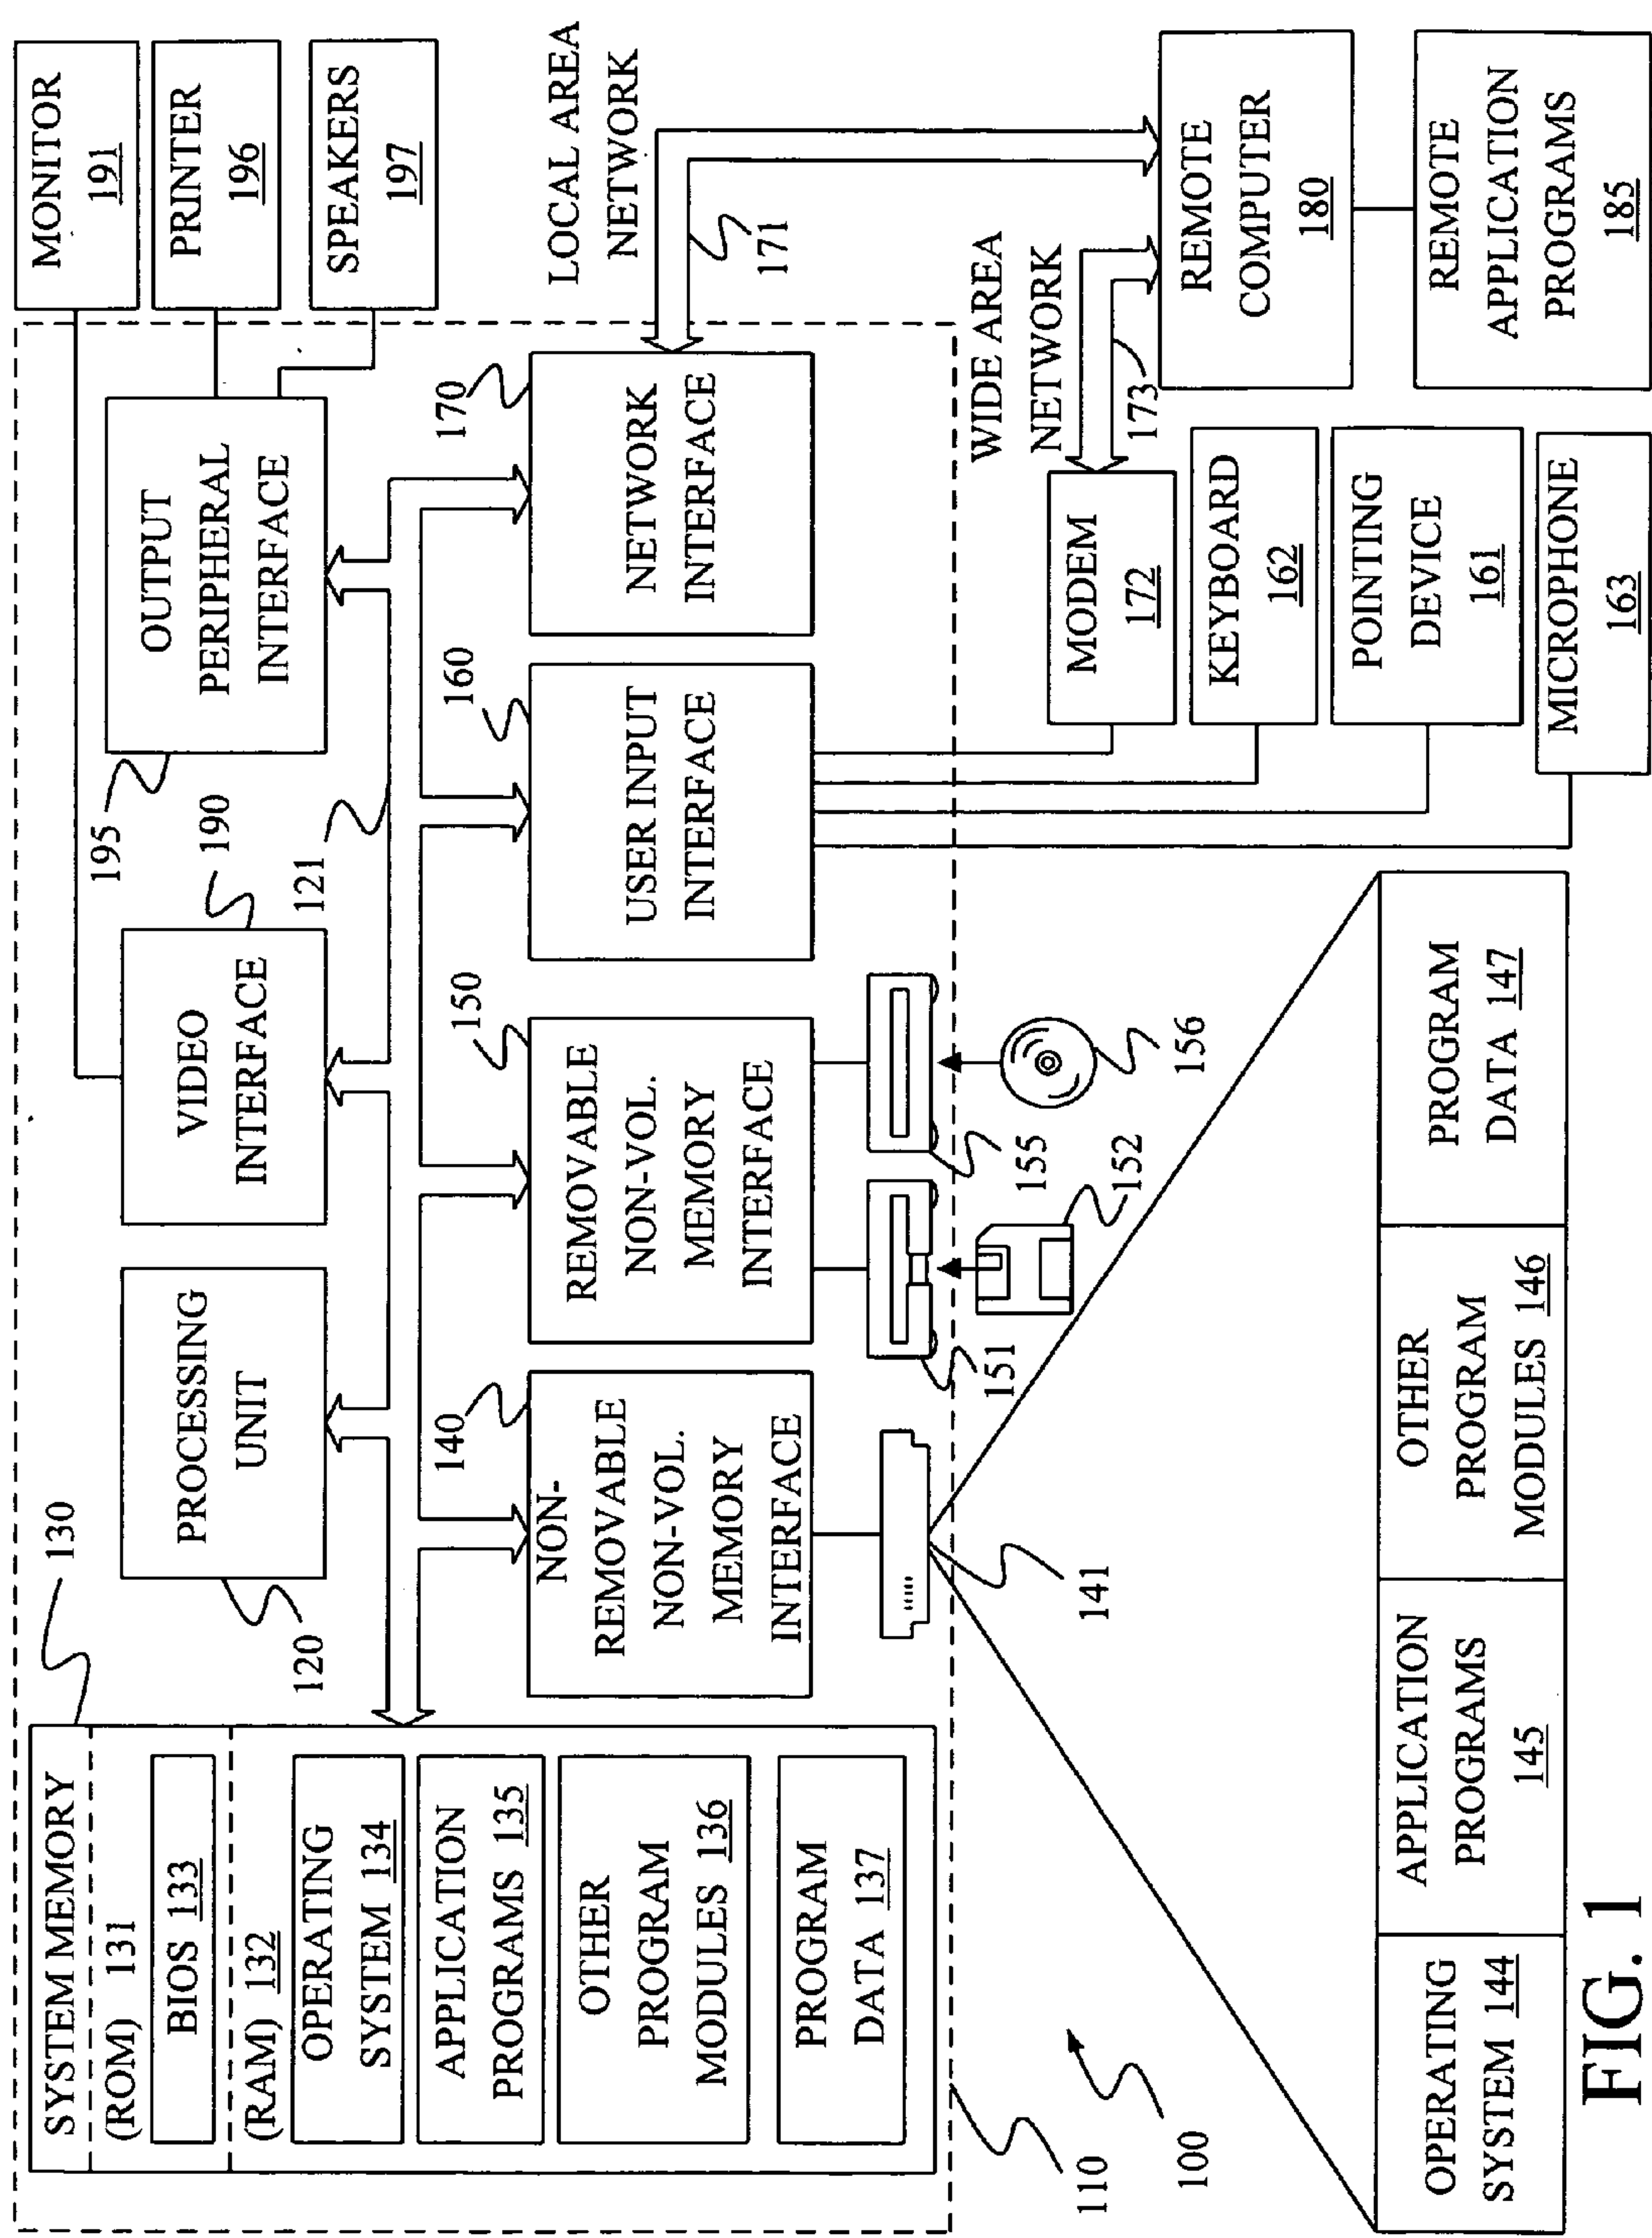 SYSTEM MEMORY
(ROM) 131
BIOS 133
(RAM) 132
OPERATING
SYSTEM 134
APPLICATION
PROGRAMS 135
OTHER
PROGRAM
MODULES 136
PROGRAM
DATA 137
130
120
PROCESSING
UNIT
VIDEO
INTERFACE
190
195
121
OUTPUT
PERIPHERAL
INTERFACE
MONITOR
191
PRINTER
196
SPEAKERS
197
140
NON-
REMOVABLE
NON-VOL.
MEMORY
INTERFACE
150
REMOVABLE
NON-VOL.
MEMORY
INTERFACE
160
USER INPUT
INTERFACE
170
NETWORK
INTERFACE
LOCAL AREA
NETWORK
171
141
151
152
155
156
WIDE AREA
NETWORK
173
MODEM
172
KEYBOARD
162
POINTING
DEVICE
161
MICROPHONE
163
REMOTE
COMPUTER
180
REMOTE
APPLICATION
PROGRAMS
185
110
100
OPERATING
SYSTEM 144
APPLICATION
PROGRAMS
145
OTHER
PROGRAM
MODULES 146
PROGRAM
DATA 147
FIG. 1